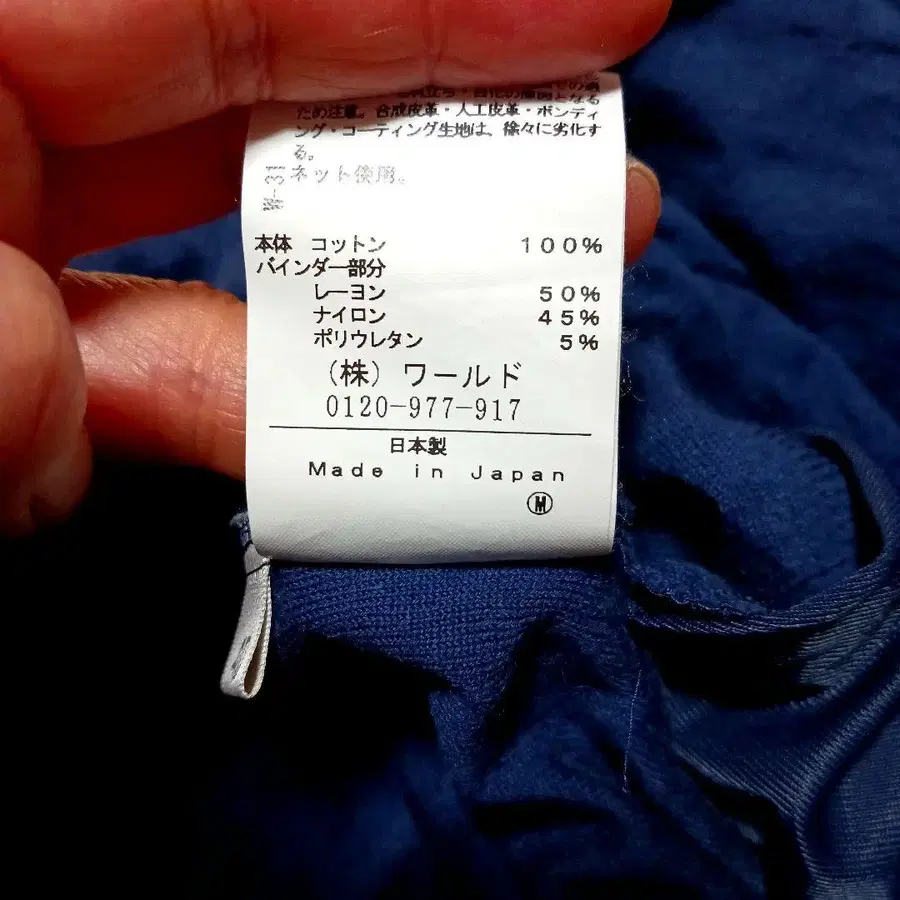 ため注意。合成皮革・人工皮革・ボンディ
ング・コーティング生地は、徐々に劣化す
る。
ネット使用。
W-31
本体 コットン 100%
バインダー部分
レーヨン 50%
ナイロン 45%
ポリウレタン 5%
(株) ワールド
0120-977-917
日本製
Made in Japan
M